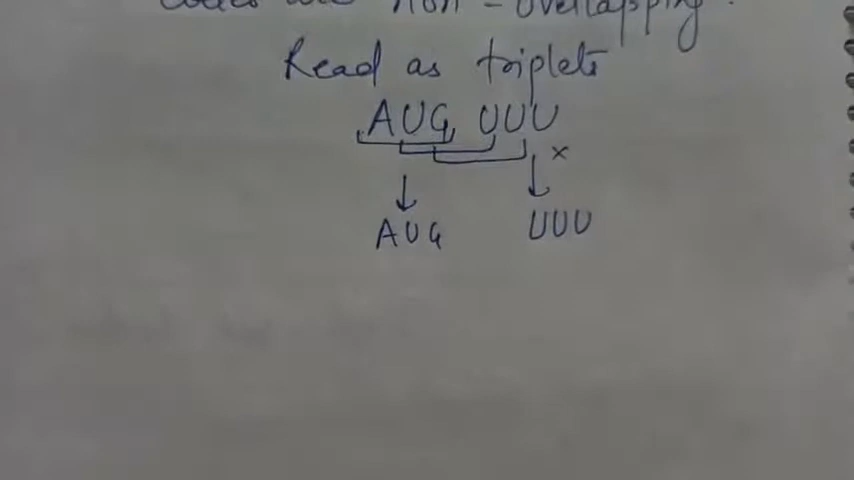 non - overlapping.
Read as triplets
AUG UUU
×
AUG UUU